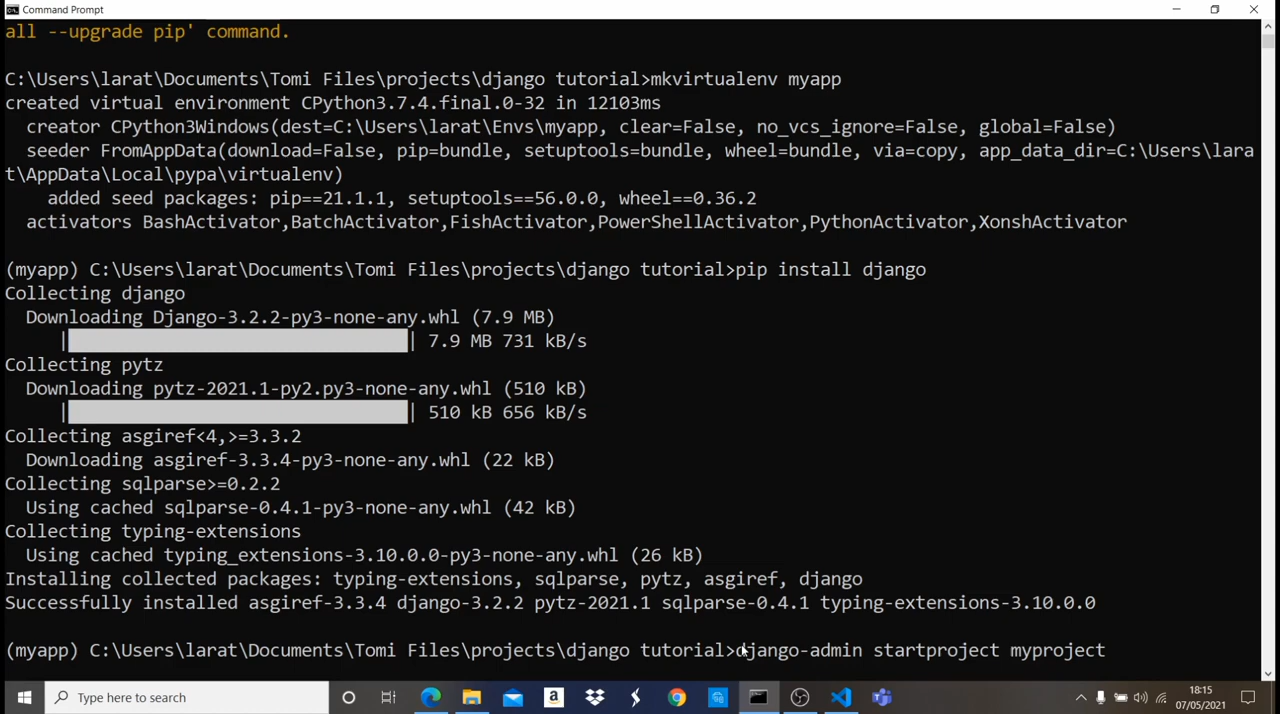 Command Prompt
all --upgrade pip' command.
C:\Users\larat\Documents\Tomi Files\projects\django tutorial>mkvirtualenv myapp
created virtual environment CPython3.7.4.final.0-32 in 12103ms
  creator CPython3Windows(dest=C:\Users\larat\Envs\myapp, clear=False, no_vcs_ignore=False, global=False)
  seeder FromAppData(download=False, pip=bundle, setuptools=bundle, wheel=bundle, via=copy, app_data_dir=C:\Users\lara
t\AppData\Local\pypa\virtualenv)
    added seed packages: pip==21.1.1, setuptools==56.0.0, wheel==0.36.2
  activators BashActivator,BatchActivator,FishActivator,PowerShellActivator,PythonActivator,XonshActivator
(myapp) C:\Users\larat\Documents\Tomi Files\projects\django tutorial>pip install django
Collecting django
  Downloading Django-3.2.2-py3-none-any.whl (7.9 MB)
     |                                | 7.9 MB 731 kB/s
Collecting pytz
  Downloading pytz-2021.1-py2.py3-none-any.whl (510 kB)
     |                                | 510 kB 656 kB/s
Collecting asgiref<4,>=3.3.2
  Downloading asgiref-3.3.4-py3-none-any.whl (22 kB)
Collecting sqlparse>=0.2.2
  Using cached sqlparse-0.4.1-py3-none-any.whl (42 kB)
Collecting typing-extensions
  Using cached typing_extensions-3.10.0.0-py3-none-any.whl (26 kB)
Installing collected packages: typing-extensions, sqlparse, pytz, asgiref, django
Successfully installed asgiref-3.3.4 django-3.2.2 pytz-2021.1 sqlparse-0.4.1 typing-extensions-3.10.0.0
(myapp) C:\Users\larat\Documents\Tomi Files\projects\django tutorial>django-admin startproject myproject
Type here to search
18:15
07/05/2021